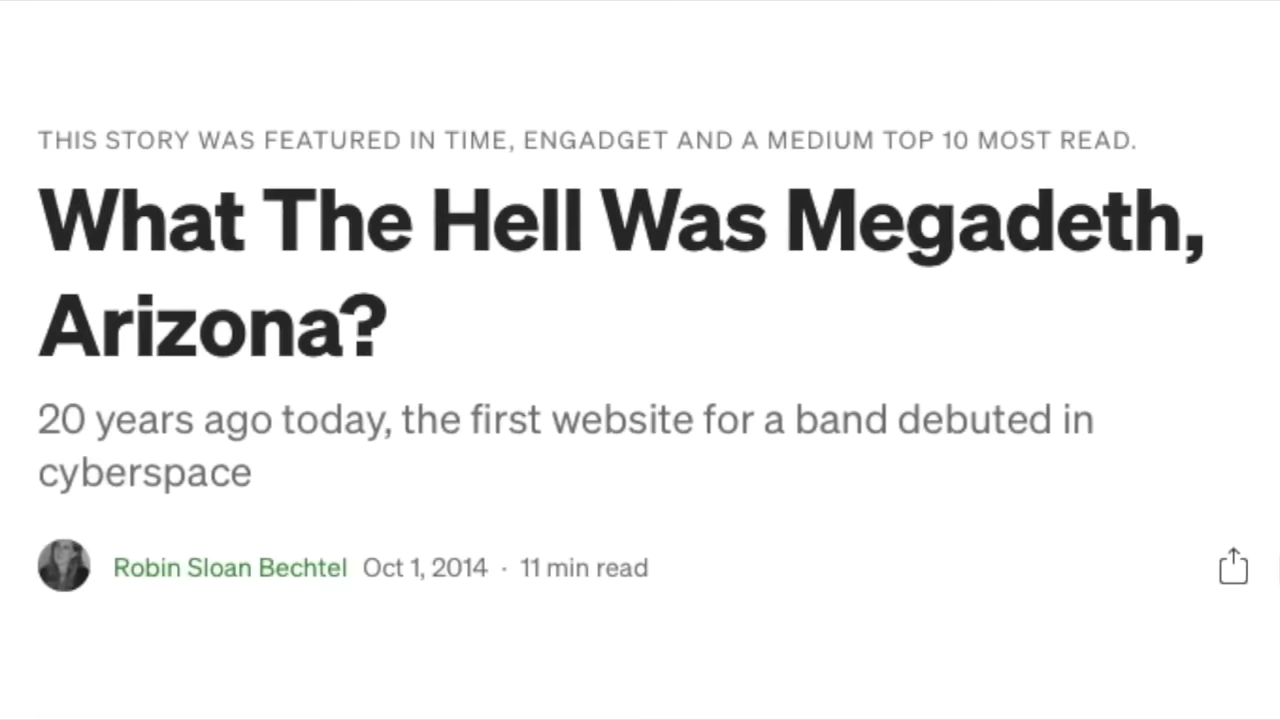 THIS STORY WAS FEATURED IN TIME, ENGADGET AND A MEDIUM TOP 10 MOST READ.
What The Hell Was Megadeth,
Arizona?
20 years ago today, the first website for a band debuted in
cyberspace
Robin Sloan Bechtel Oct 1, 2014 · 11 min read